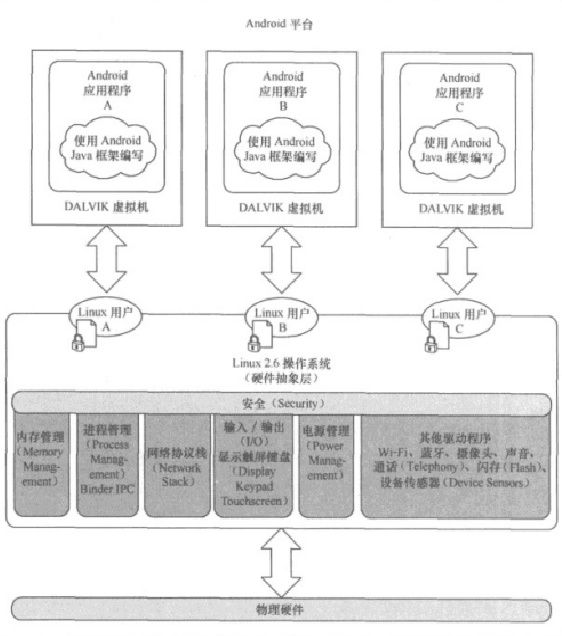 Android 平台
Android
应用程序
A
使用 Android
Java 框架编写
DALVIK 虚拟机
Android
应用程序
B
使用 Android
Java 框架编写
DALVIK 虚拟机
Android
应用程序
C
使用 Android
Java 框架编写
DALVIK 虚拟机
Linux 用户
A
Linux 用户
B
Linux 用户
C
Linux 2.6 操作系统
（硬件抽象层）
安全（Security）
内存管理
（Memory
Manag-
ement）
进程管理
（Process
Manag-
ement）
Binder IPC
网络协议栈
（Network
Stack）
输入／输出
（I/O）
显示触屏键盘
（Display
Keypad
Touchscreen）
电源管理
（Power
Manag-
ement）
其他驱动程序
Wi-Fi、蓝牙、摄像头、声音、
通话（Telephony）、闪存（Flash）、
设备传感器（Device Sensors）
物理硬件